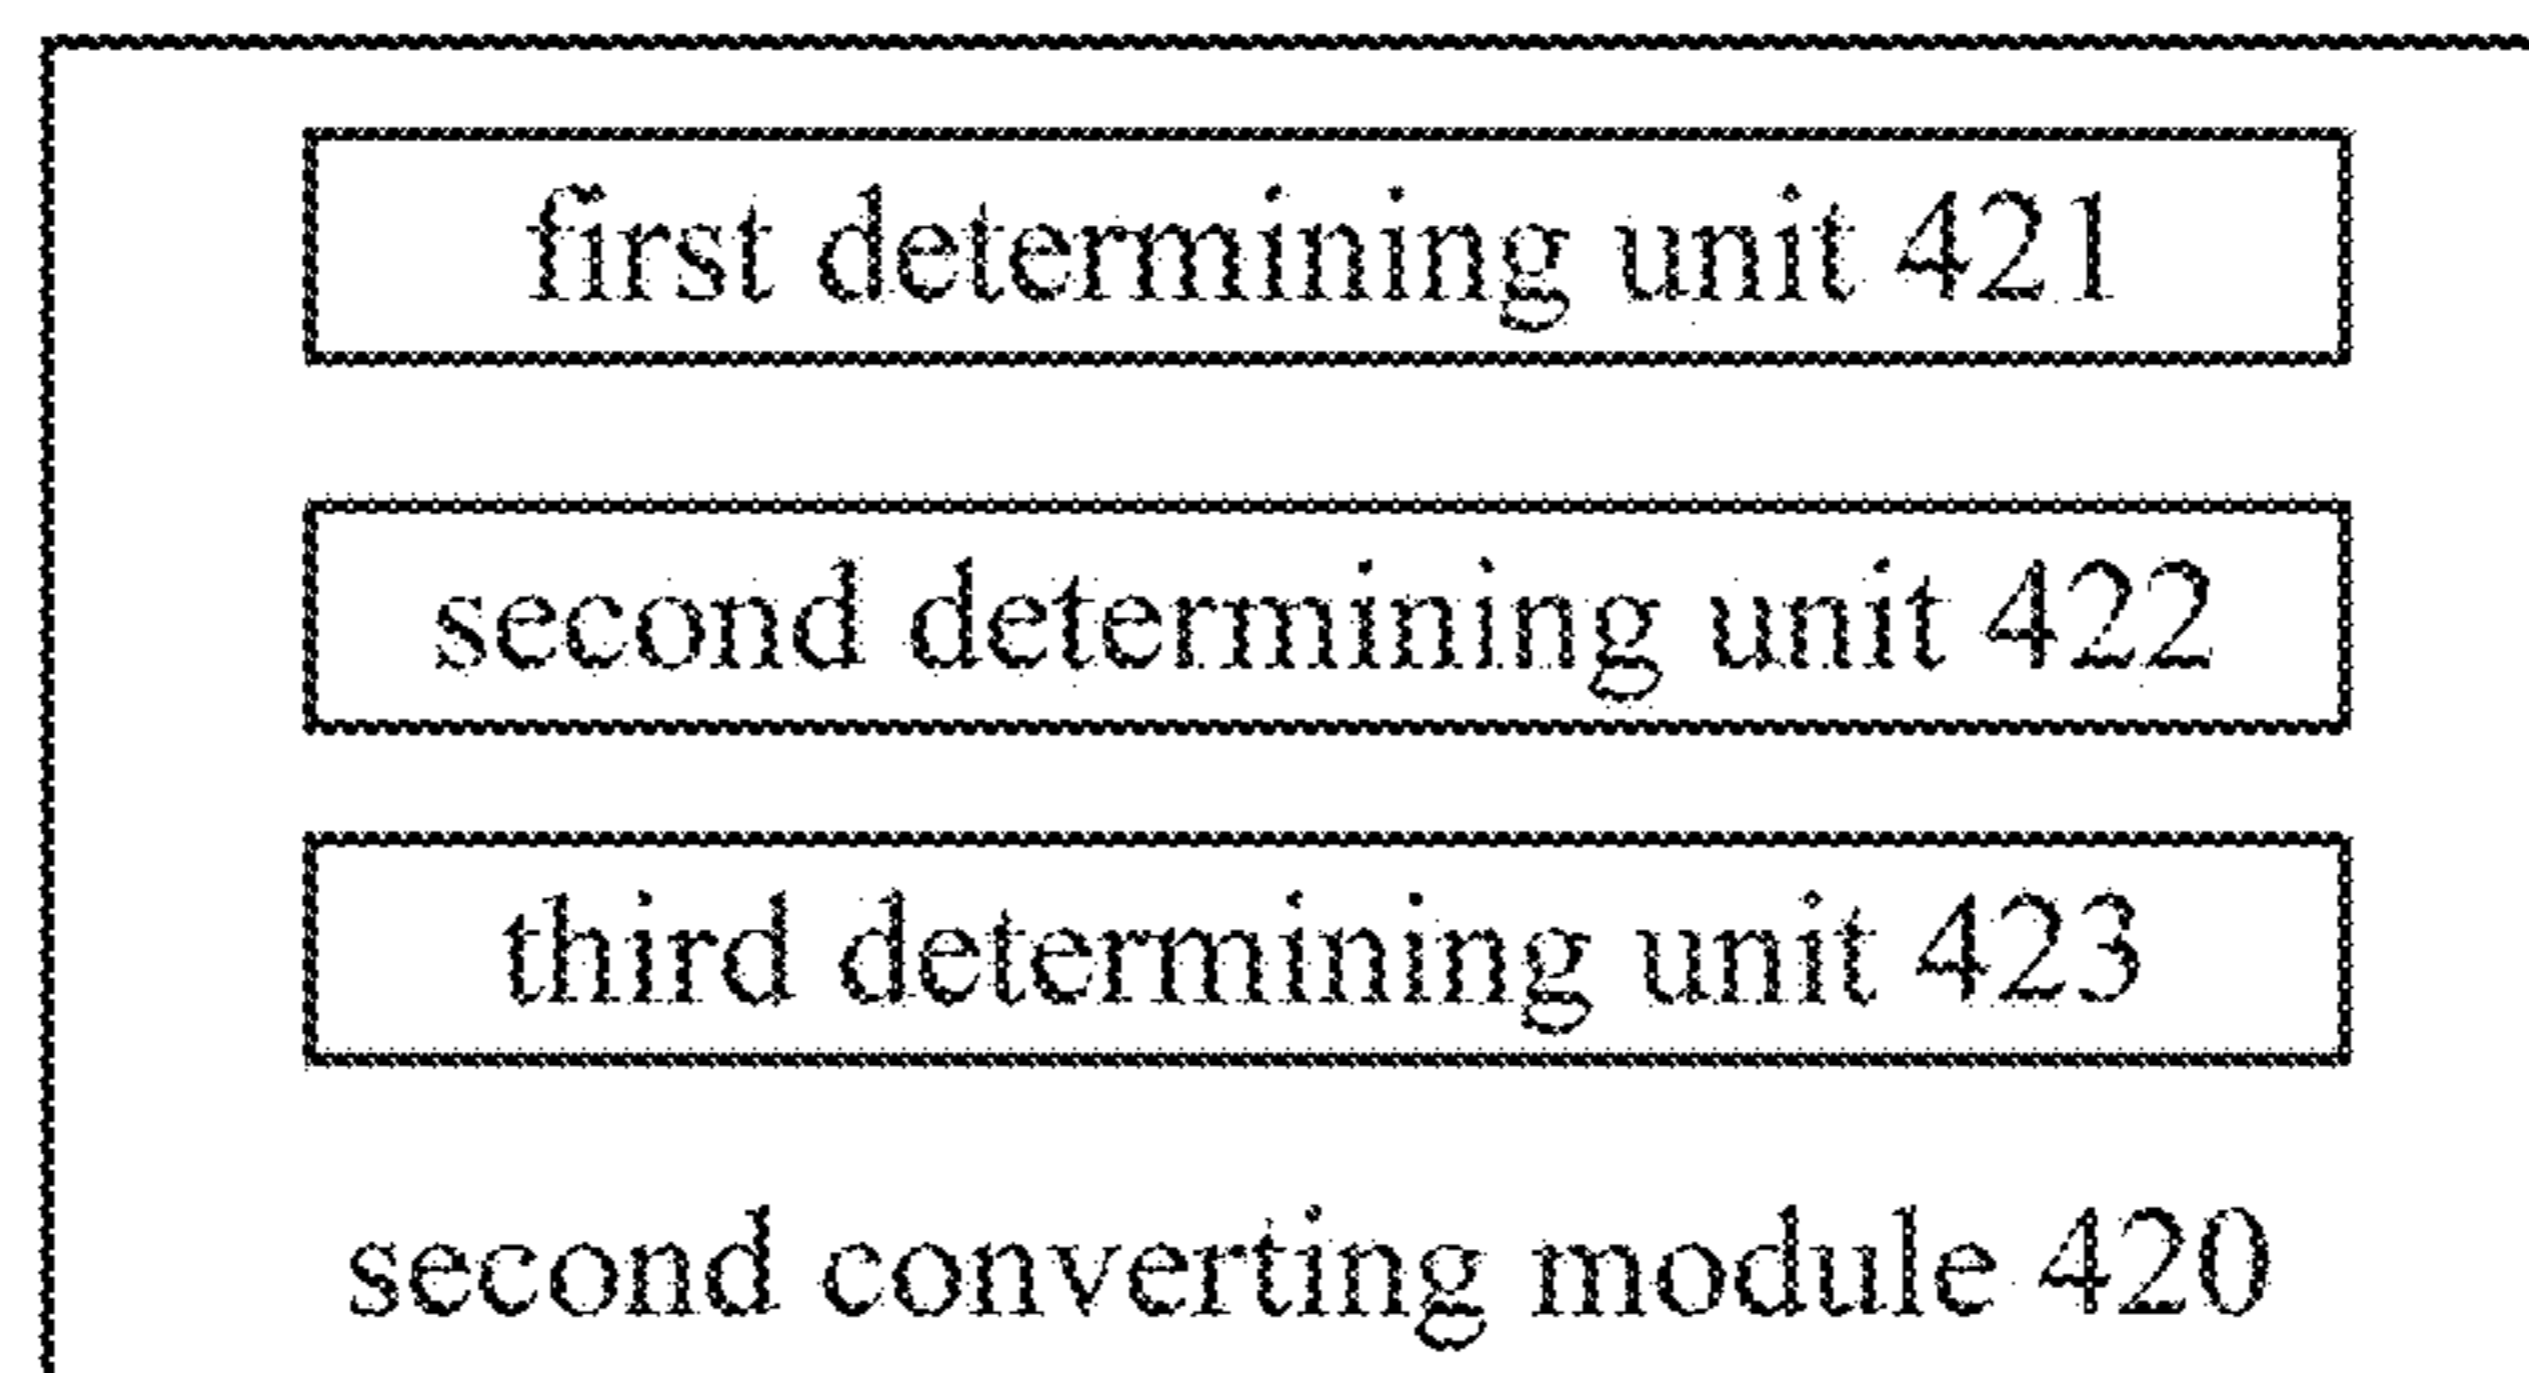 first determining unit 421
second determining unit 422
third determining unit 423
second converting module 420